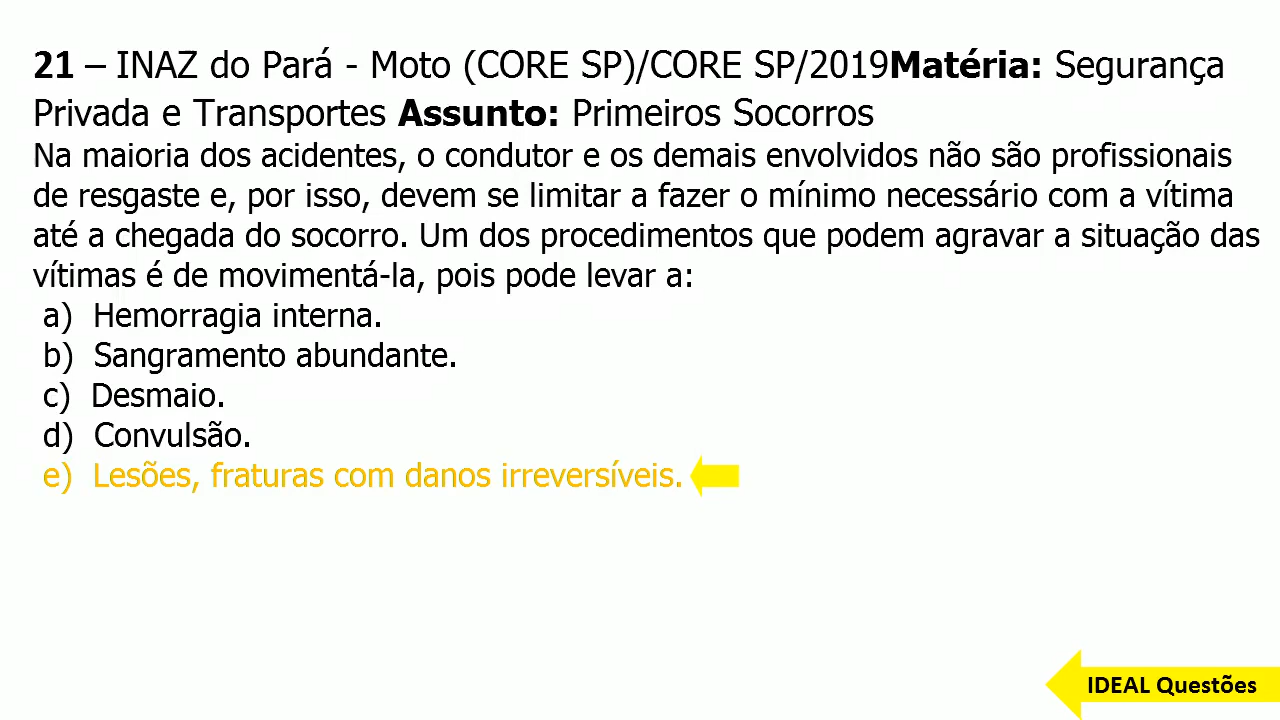 21 – INAZ do Pará - Moto (CORE SP)/CORE SP/2019Matéria: Segurança
Privada e Transportes Assunto: Primeiros Socorros
Na maioria dos acidentes, o condutor e os demais envolvidos não são profissionais
de resgaste e, por isso, devem se limitar a fazer o mínimo necessário com a vítima
até a chegada do socorro. Um dos procedimentos que podem agravar a situação das
vítimas é de movimentá-la, pois pode levar a:
a) Hemorragia interna.
b) Sangramento abundante.
c) Desmaio.
d) Convulsão.
e) Lesões, fraturas com danos irreversíveis.
IDEAL Questões